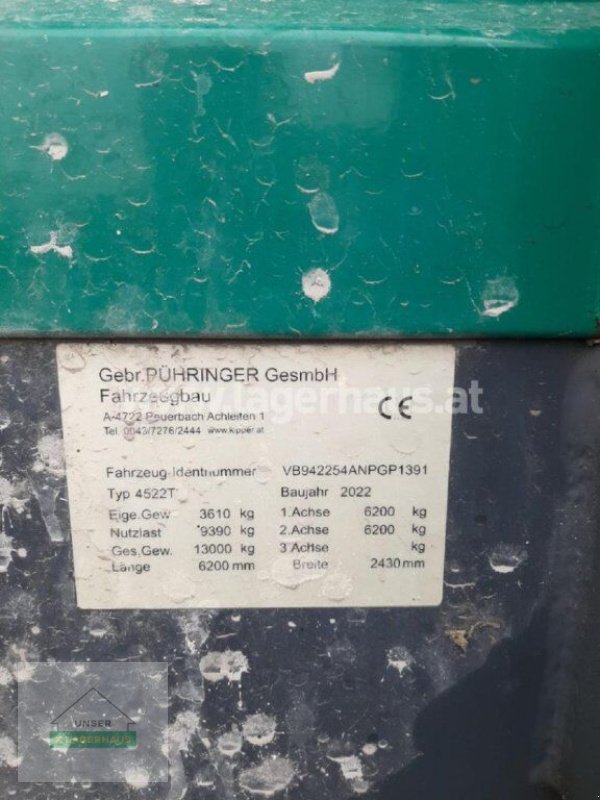 Gebr.PÜHRINGER GesmbH
Fahrzeugbau
A-4722 Peuerbach Achleiten 1
Tel. 0043/7276/2444 www.kipper.at
CE
www.lagerhaus.at
Fahrzeug-Identnummer VB942254ANPGP1391
Typ 4522T Baujahr 2022
Eige.Gew 3610 kg 1.Achse 6200 kg
Nutzlast 9390 kg 2.Achse 6200 kg
Ges.Gew. 13000 kg 3.Achse kg
Länge 6200 mm Breite 2430 mm
UNSER
LAGERHAUS